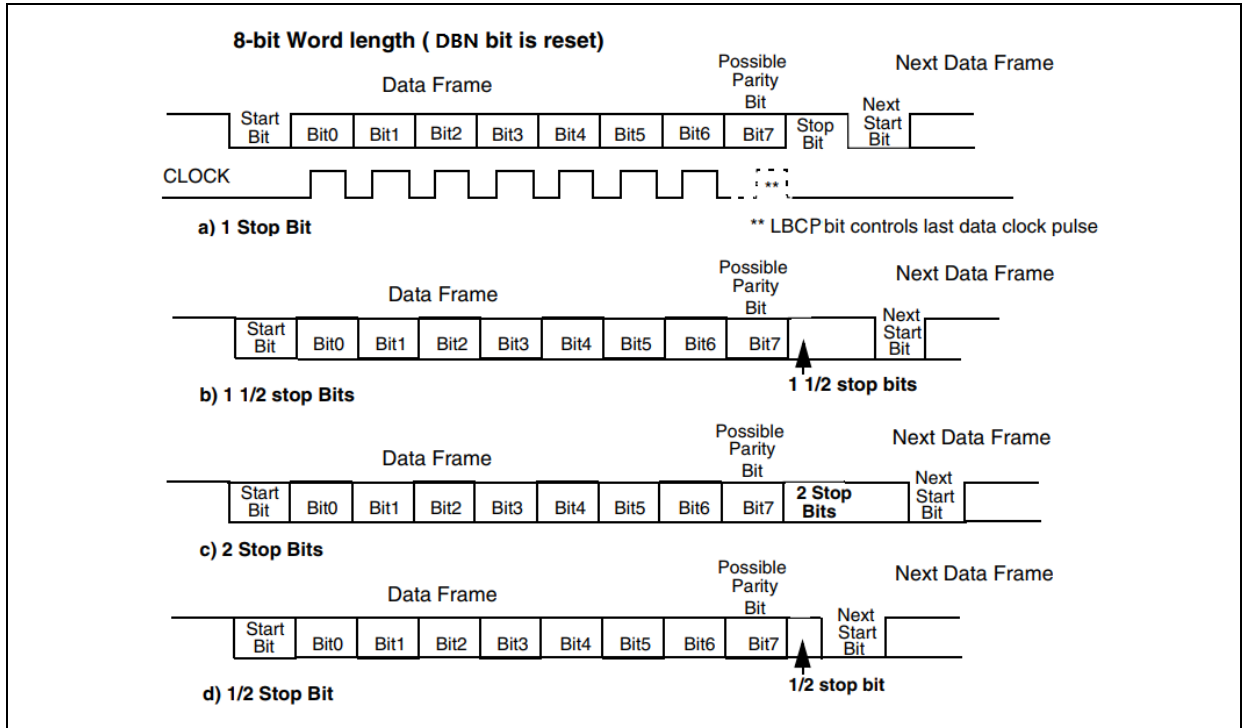 8-bit Word length ( DBN bit is reset)
Data Frame
Possible
Parity
Bit
Next Data Frame
Start
Bit
Bit0
Bit1
Bit2
Bit3
Bit4
Bit5
Bit6
Bit7
Stop
Bit
Next
Start
Bit
CLOCK
**
a) 1 Stop Bit
** LBCP bit controls last data clock pulse
Data Frame
Possible
Parity
Bit
Next Data Frame
Start
Bit
Bit0
Bit1
Bit2
Bit3
Bit4
Bit5
Bit6
Bit7
Next
Start
Bit
1 1/2 stop bits
b) 1 1/2 stop Bits
Data Frame
Possible
Parity
Bit
Next Data Frame
Start
Bit
Bit0
Bit1
Bit2
Bit3
Bit4
Bit5
Bit6
Bit7
2 Stop
Bits
Next
Start
Bit
c) 2 Stop Bits
Data Frame
Possible
Parity
Bit
Next Data Frame
Start
Bit
Bit0
Bit1
Bit2
Bit3
Bit4
Bit5
Bit6
Bit7
Next
Start
Bit
1/2 stop bit
d) 1/2 Stop Bit